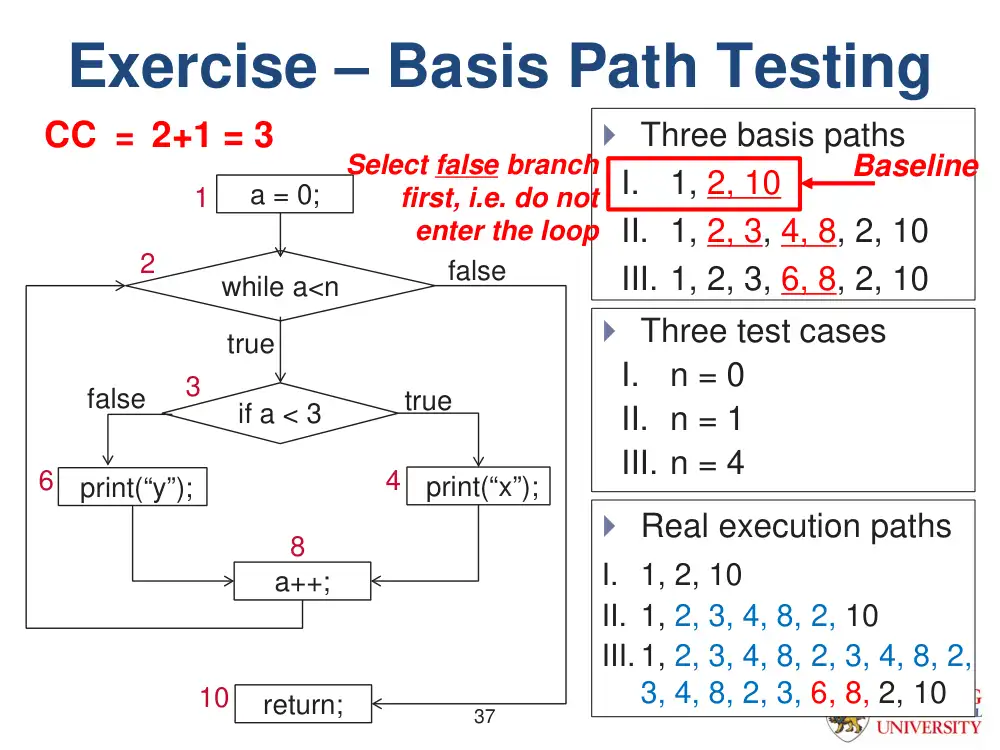 Exercise – Basis Path Testing
CC = 2+1 = 3
Select false branch
first, i.e. do not
enter the loop
1
a = 0;
2
while a<n
false
true
3
false
if a < 3
true
6
print(“y”);
4
print(“x”);
8
a++;
10
return;
37
Three basis paths
Baseline
I. 1, 2, 10
II. 1, 2, 3, 4, 8, 2, 10
III. 1, 2, 3, 6, 8, 2, 10
Three test cases
I. n = 0
II. n = 1
III. n = 4
Real execution paths
I. 1, 2, 10
II. 1, 2, 3, 4, 8, 2, 10
III. 1, 2, 3, 4, 8, 2, 3, 4, 8, 2,
3, 4, 8, 2, 3, 6, 8, 2, 10
UNIVERSITY